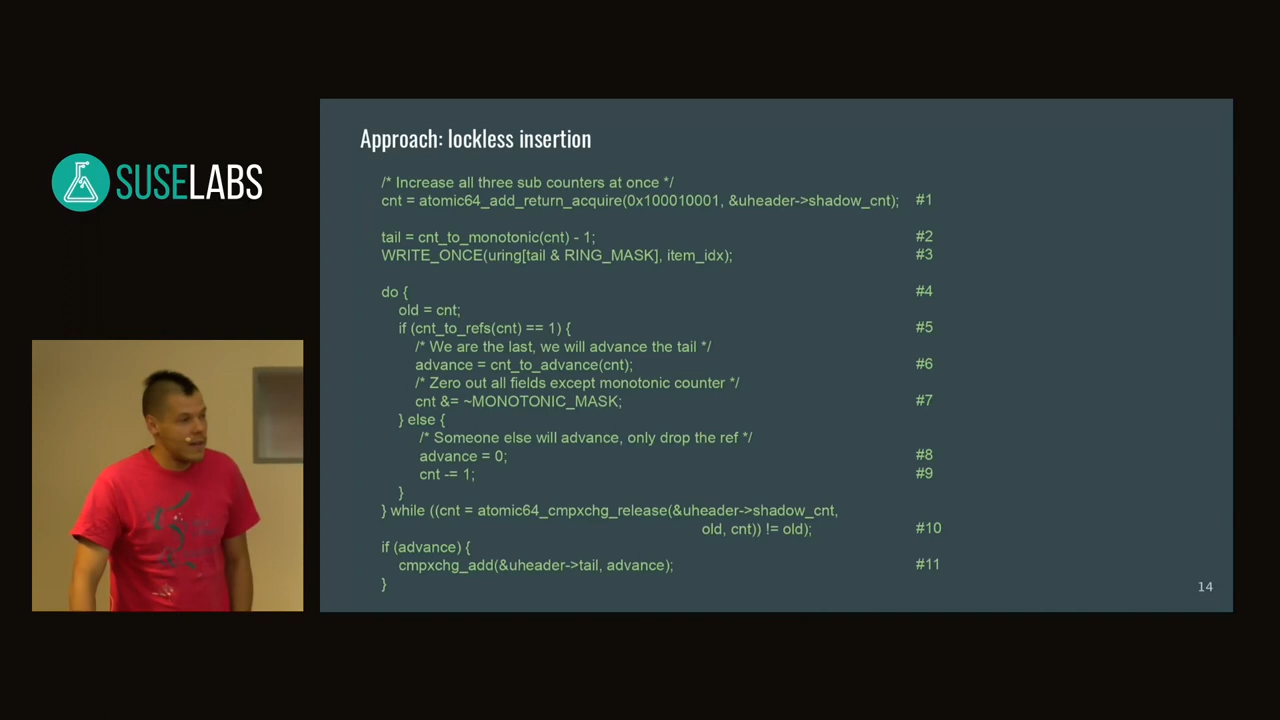 SUSELABS
Approach: lockless insertion
/* Increase all three sub counters at once */
cnt = atomic64_add_return_acquire(0x100010001, &uheader->shadow_cnt); #1
tail = cnt_to_monotonic(cnt) - 1; #2
WRITE_ONCE(uring[tail & RING_MASK], item_idx); #3
do { #4
old = cnt;
if (cnt_to_refs(cnt) == 1) { #5
/* We are the last, we will advance the tail */
advance = cnt_to_advance(cnt); #6
/* Zero out all fields except monotonic counter */
cnt &= ~MONOTONIC_MASK; #7
} else {
/* Someone else will advance, only drop the ref */
advance = 0; #8
cnt -= 1; #9
}
} while ((cnt = atomic64_cmpxchg_release(&uheader->shadow_cnt,
old, cnt)) != old); #10
if (advance) {
cmpxchg_add(&uheader->tail, advance); #11
}
14